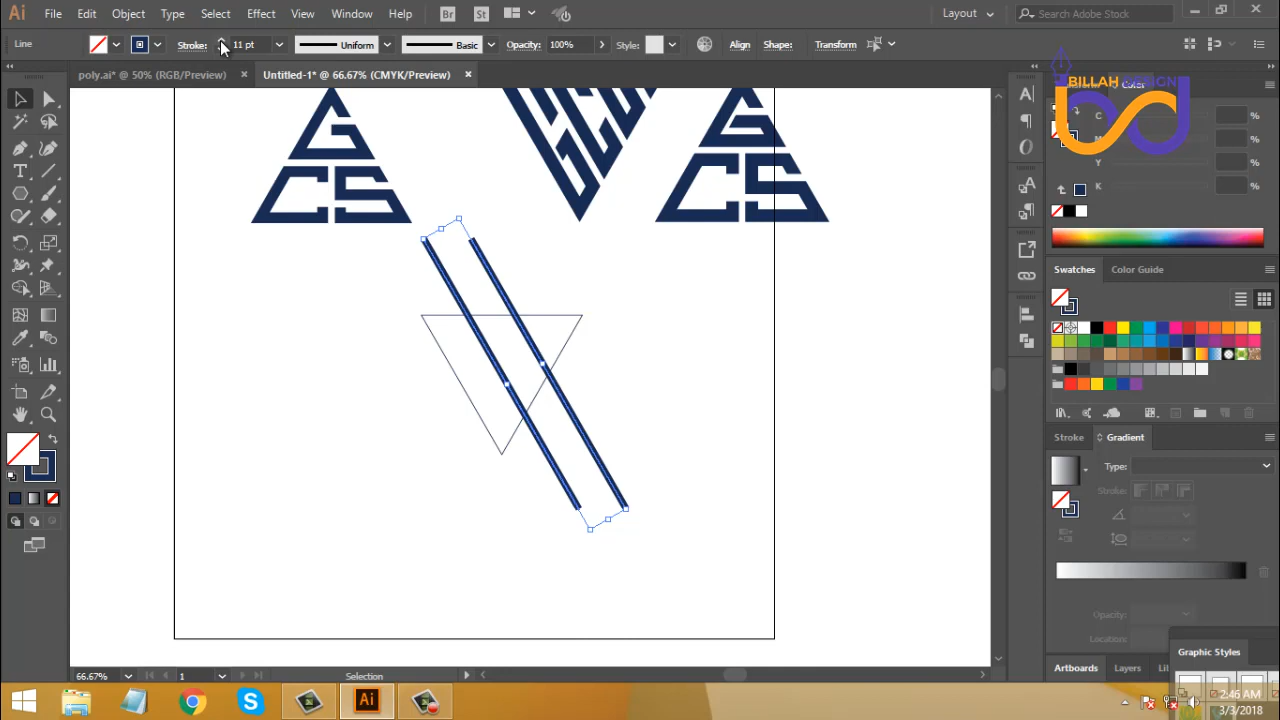 Ai File Edit Object Type Select Effect View Window Help Br St Layout Search Adobe Stock
Line Stroke: 11 pt Uniform Basic Opacity: 100% Style: Align Shape: Transform
poly.ai* @ 50% (RGB/Preview) × Untitled-1* @ 66.67% (CMYK/Preview) ×
BILLAH DESIGN
Color
C %
M %
Y %
K %
G
CS
GCS
G
CS
Swatches Color Guide
Stroke Gradient
Type:
Stroke:
Opacity:
Location:
Graphic Styles
Artboards Layers
66.67% 1 Selection
Ai
2:46 AM
3/3/2018